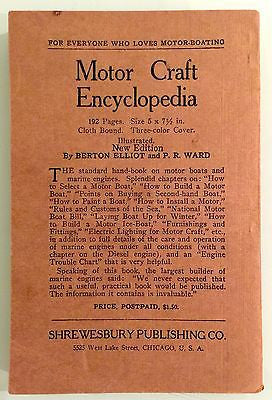 FOR EVERYONE WHO LOVES MOTOR-BOATING
Motor Craft
Encyclopedia
192 Pages. Size 5 x 7½ in.
Cloth Bound. Three-color Cover.
Illustrated.
New Edition
By BERTON ELLIOT and P. R. WARD
THE standard hand-book on motor boats and
marine engines. Splendid chapters on: "How
to Select a Motor Boat," "How to Build a Motor
Boat," "Points on Buying a Second-hand Boat,"
"How to Paint a Boat," "How to Install a Motor,"
"Rules and Customs of the Sea," "National Motor
Boat Bill," "Laying Boat Up for Winter," "How
to Build a Motor Ice-Boat," "Furnishings and
Fittings," "Electric Lighting for Motor Craft," etc.,
in addition to full details of the care and operation
of marine engines under all conditions (with a
chapter on the Diesel engine), and an "Engine
Trouble Chart" that is very helpful.
Speaking of this book, the largest builder of
marine engines said: "We never expected that
such a useful, practical book would be published.
The information it contains is invaluable."
PRICE, POSTPAID, $1.50.
SHREWESBURY PUBLISHING CO.
5525 West Lake Street, CHICAGO, U. S. A.